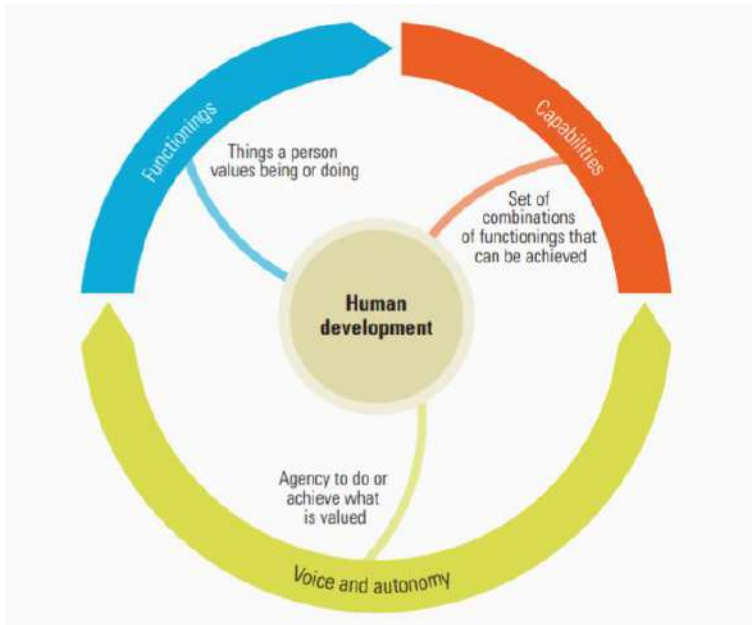 Functionings
Things a person
values being or doing
Capabilities
Set of
combinations
of functionings that
can be achieved
Human
development
Agency to do or
achieve what
is valued
Voice and autonomy